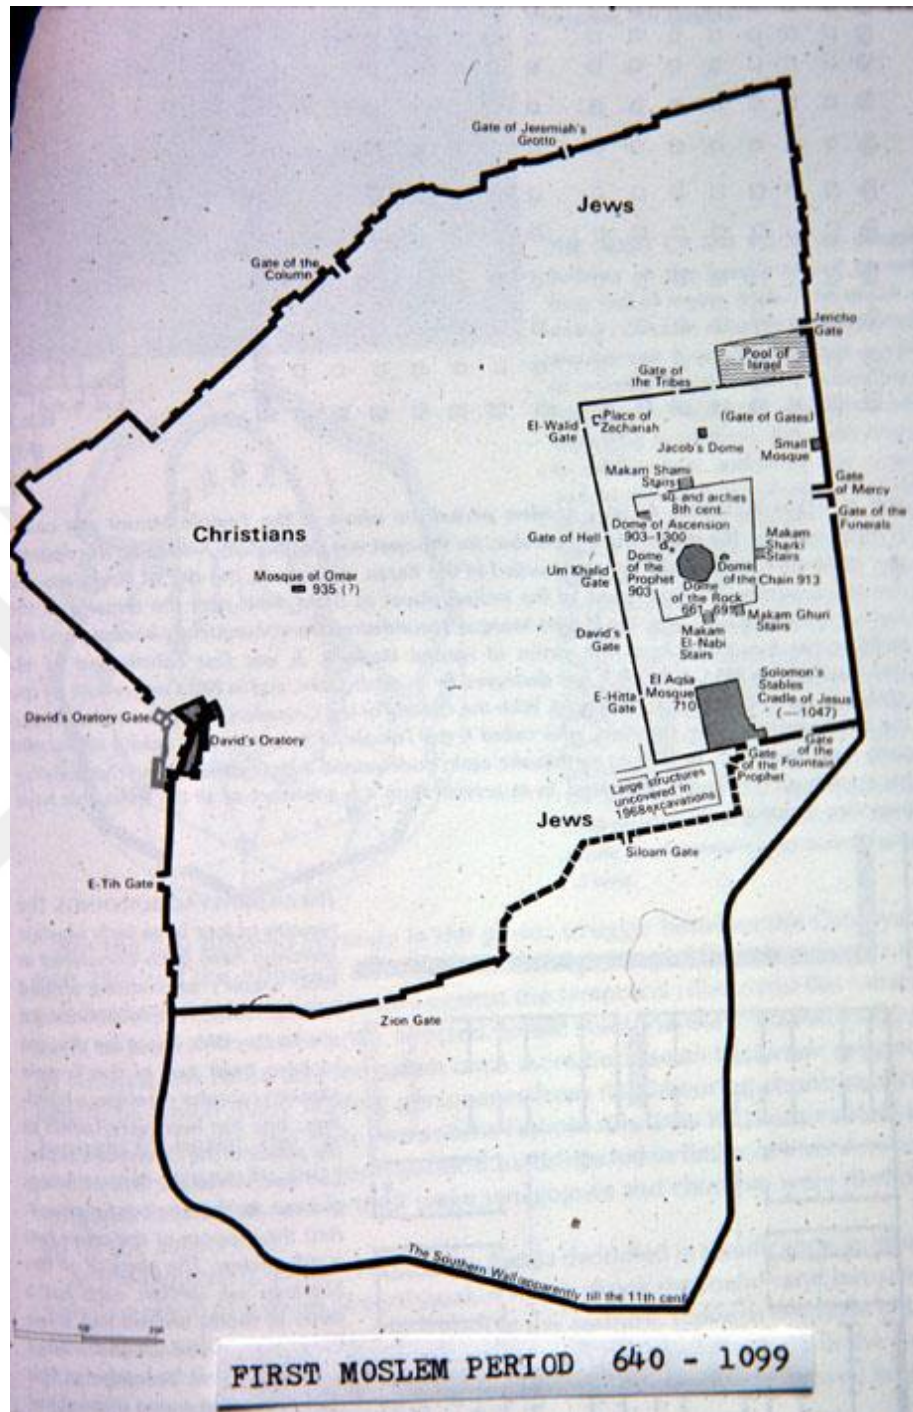 Gate of Jeremiah's
Grotto
Jews
Gate of the
Column
Jericho
Gate
Pool of
Israel
Gate of
the Tribes
El-Walid
Gate
Place of
Zechariah
(Gate of Gates)
Jacob's Dome
Small
Mosque
Makam Shami
Stairs
Gate
of Mercy
sq. and arches
8th cent.
Gate of the
Funerals
Christians
Dome of Ascension
903-1300
Gate of Hell
Makam
Sharki
Stairs
Mosque of Omar
935 (?)
Um Khalid
Gate
Dome
of the
Prophet
903
Dome
of the Chain 913
Dome
of the Rock
661 691
David's
Gate
Makam
El-Nabi
Stairs
Makam Ghuri
Stairs
E-Hitta
Gate
El Aqsa
Mosque
710
Solomon's
Stables
Cradle of Jesus
(—1047)
David's Oratory Gate
David's Oratory
Gate
of the
Prophet
Gate
of the
Fountain
Large structures
uncovered in
1968 excavations
Jews
Siloam Gate
E-Tih Gate
Zion Gate
The Southern Wall apparently till the 11th cent.
FIRST MOSLEM PERIOD 640 - 1099